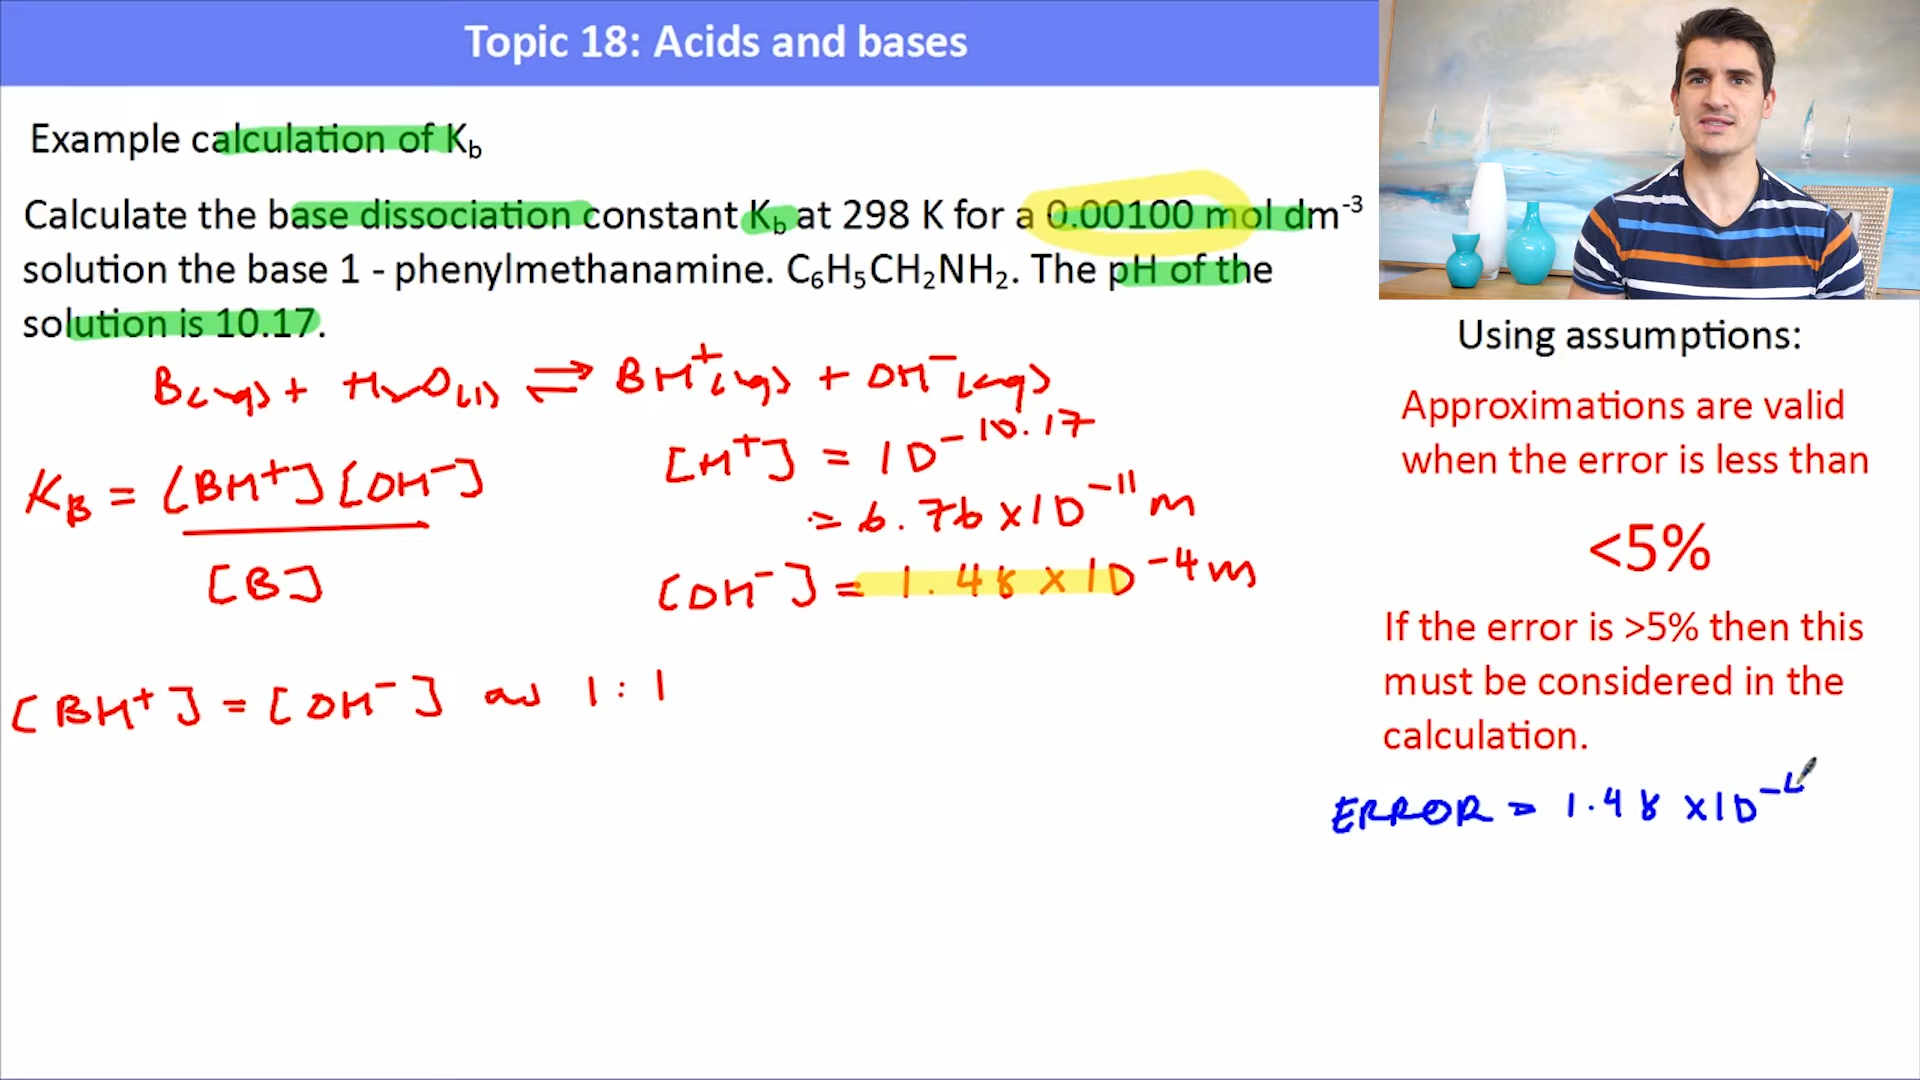 Topic 18: Acids and bases
Example calculation of K_b
Calculate the base dissociation constant K_b at 298 K for a 0.00100 mol dm⁻³
solution the base 1 - phenylmethanamine. C₆H₅CH₂NH₂. The pH of the
solution is 10.17.
B(aq) + H₂O(l) ⇌ BH⁺(aq) + OH⁻(aq)
K_B = [BH⁺][OH⁻]
[B]
[H⁺] = 10⁻¹⁰·¹⁷
= 6.76 x 10⁻¹¹ M
[OH⁻] = 1.48 x 10⁻⁴ M
[BH⁺] = [OH⁻] as 1 : 1
Using assumptions:
Approximations are valid
when the error is less than
<5%
If the error is >5% then this
must be considered in the
calculation.
ERROR = 1.48 x10⁻⁴